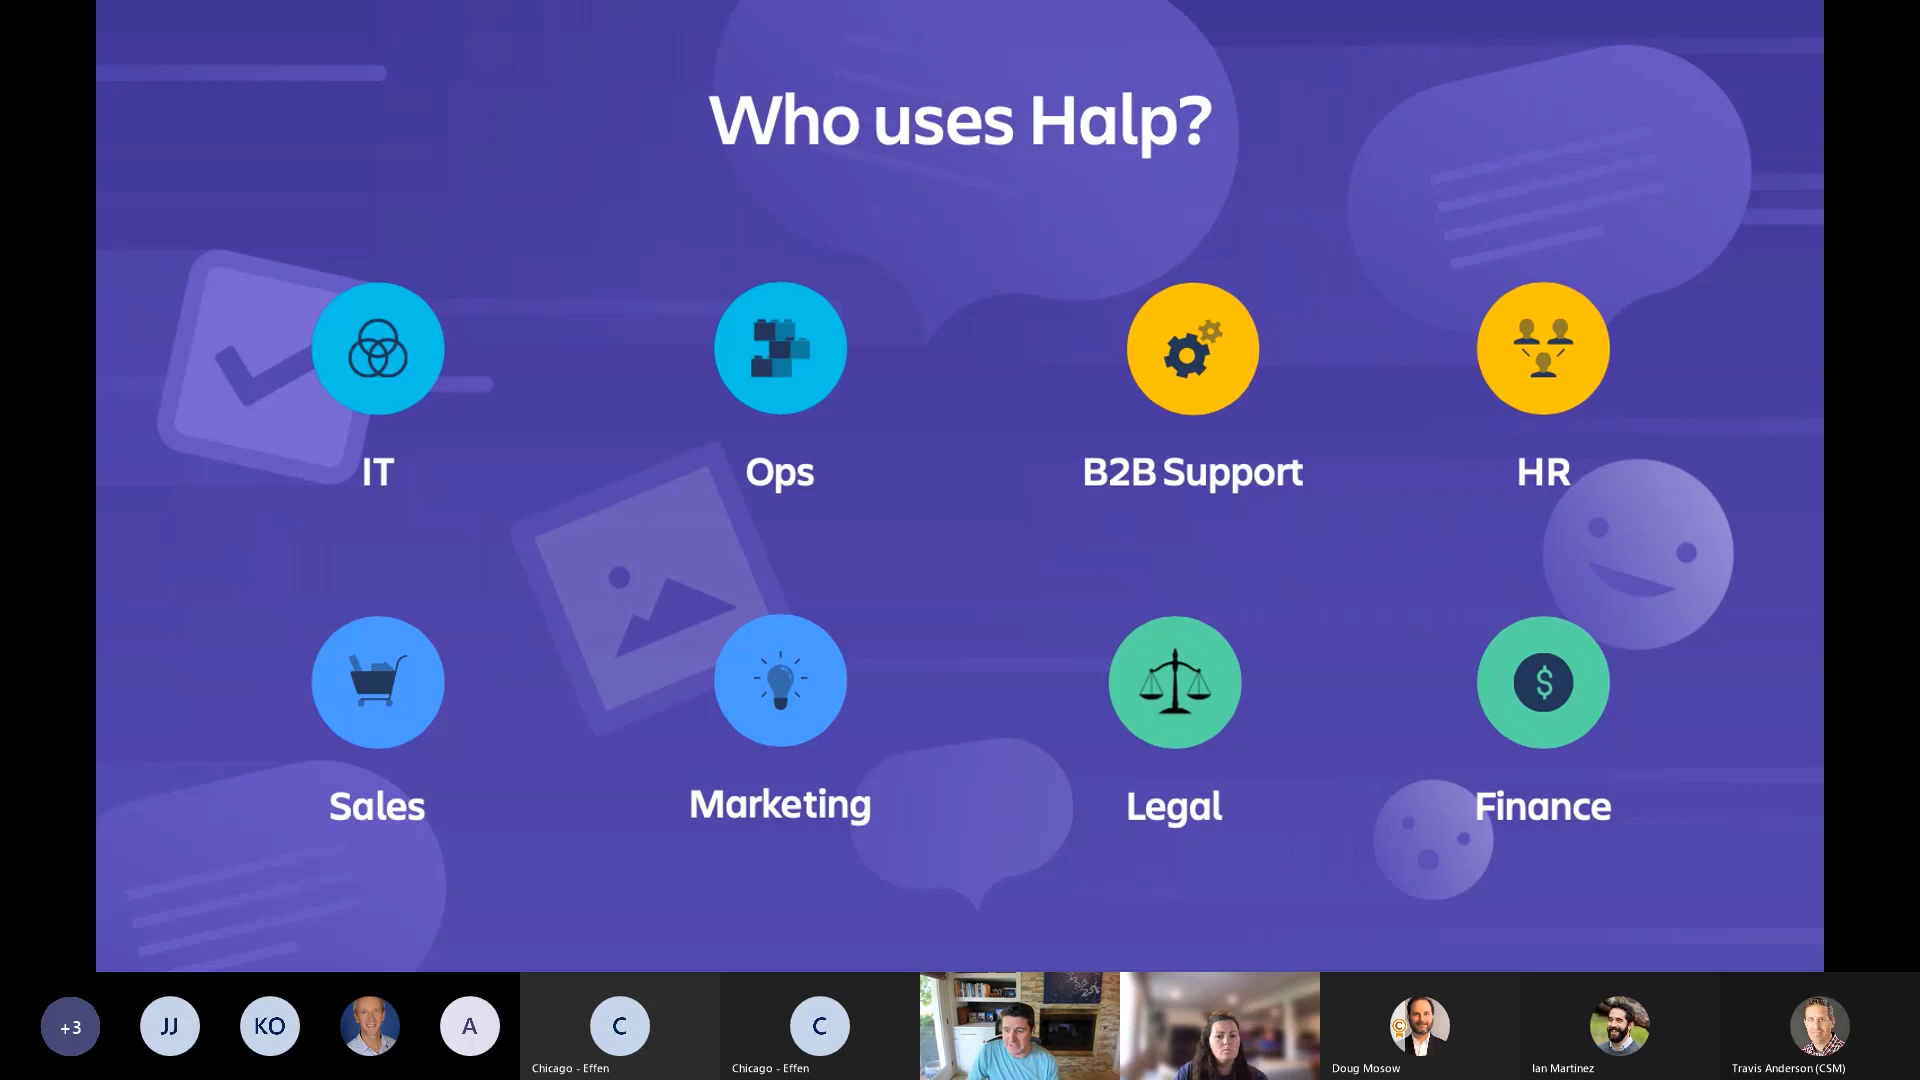 Who uses Halp?
IT
Ops
B2B Support
HR
$
Sales
Marketing
Legal
Finance
+3
JJ
KO
A
C
Chicago - Effen
C
Chicago - Effen
Doug Mosow
Ian Martinez
Travis Anderson (CSM)